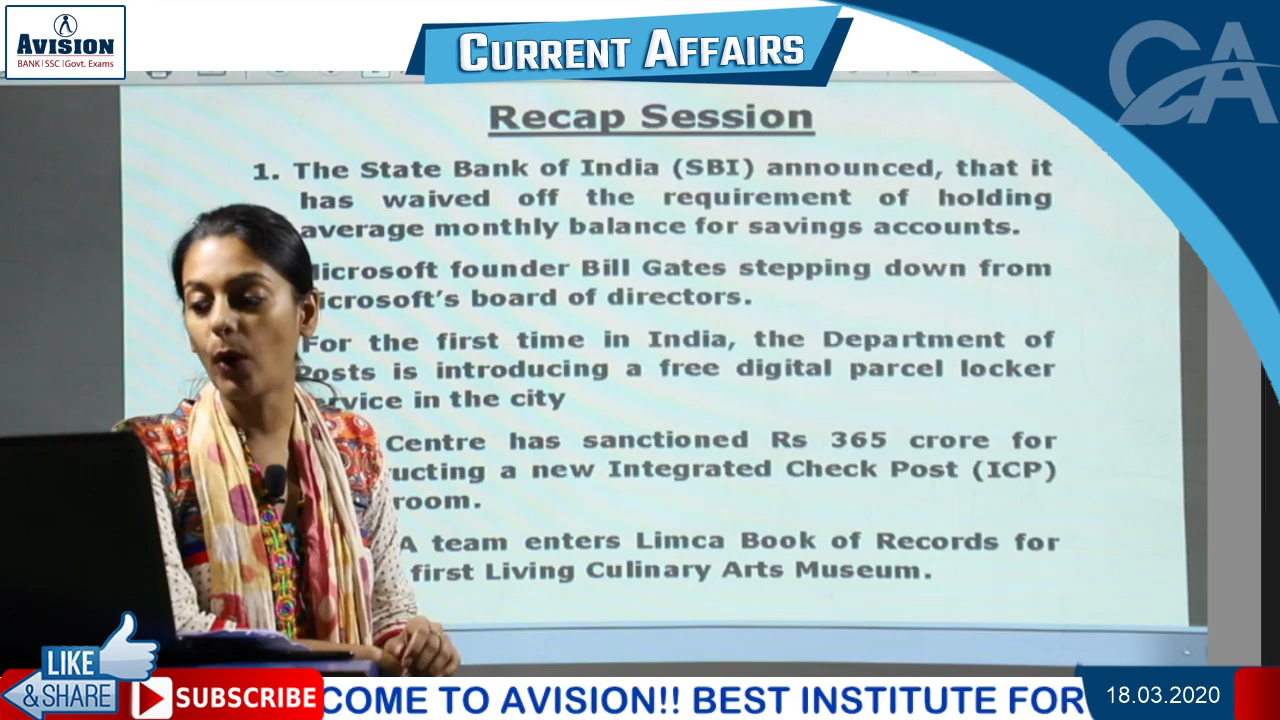 AVISION
BANK|SSC|Govt. Exams
CURRENT AFFAIRS
CA
Recap Session
1. The State Bank of India (SBI) announced, that it
has waived off the requirement of holding
average monthly balance for savings accounts.
founder Bill Gates stepping down from
board of directors.
For the first time in India, the Department of
Posts is introducing a free digital parcel locker
in the city
Centre has sanctioned Rs 365 crore for
ucting a new Integrated Check Post (ICP)
room.
A team enters Limca Book of Records for
first Living Culinary Arts Museum.
LIKE
& SHARE
SUBSCRIBE
COME TO AVISION!! BEST INSTITUTE FOR
18.03.2020